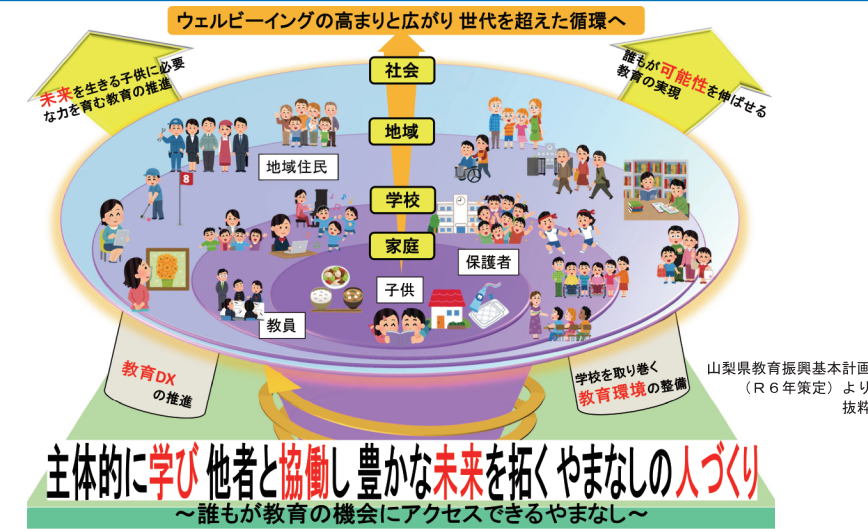 ウェルビーイングの高まりと広がり 世代を超えた循環へ
未来を生きる子供に必要
な力を育む教育の推進
誰もが可能性を伸ばせる
教育の実現
社会
地域
地域住民
8
学校
家庭
保護者
子供
教員
教育DX
の推進
学校を取り巻く
教育環境の整備
山梨県教育振興基本計画
（Ｒ６年策定）より
抜粋
主体的に学び 他者と協働し 豊かな未来を拓く やまなしの人づくり
～誰もが教育の機会にアクセスできるやまなし～